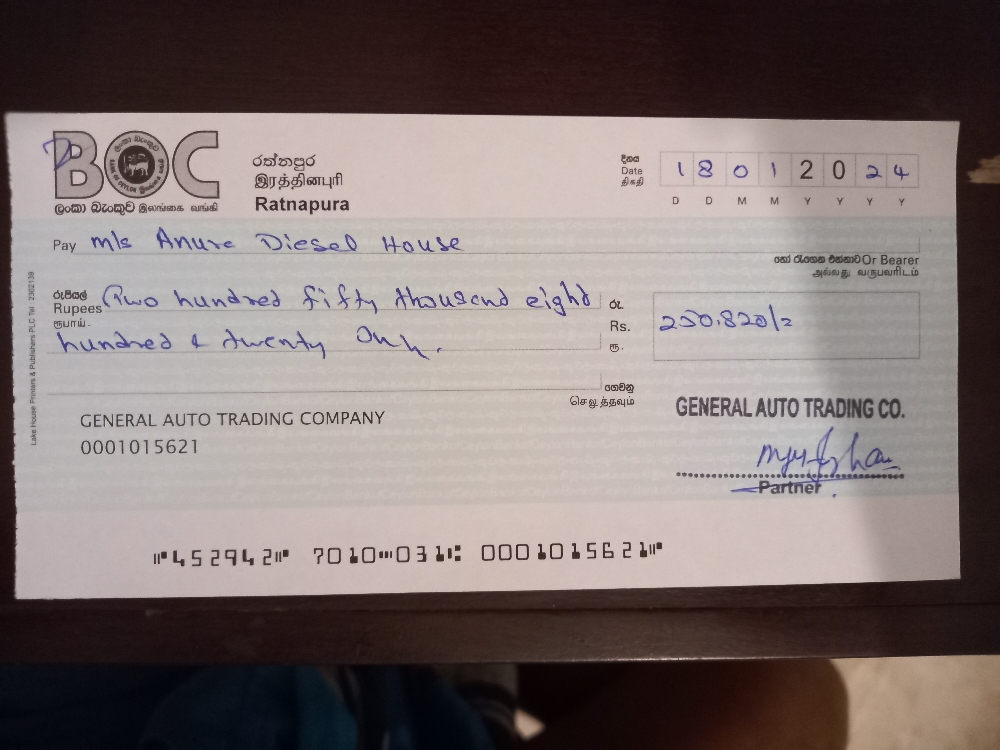 BOC
ලංකා බැංකුව இலங்கை வங்கி
රත්නපුර
இரத்தினபுரி
Ratnapura
දිනය
Date
திகதி
1 8 0 1 2 0 2 4
D D M M Y Y Y Y
Pay M/s Anura Diesel House
හෝ රැගෙන එන්නාට Or Bearer
அல்லது வருபவரிடம்
රුපියල්
Rupees Two hundred fifty thousand eight
ரூபாய்.
hundred & twenty Only.
රු.
Rs. 250,820/=
ரூ.
ගෙවනු
செலுத்தவும்
Lake House Printers & Publishers PLC Tel
GENERAL AUTO TRADING COMPANY
0001015621
GENERAL AUTO TRADING CO.
Partner
⑈452942⑈ 7010⑉031⑆ 0001015621⑈